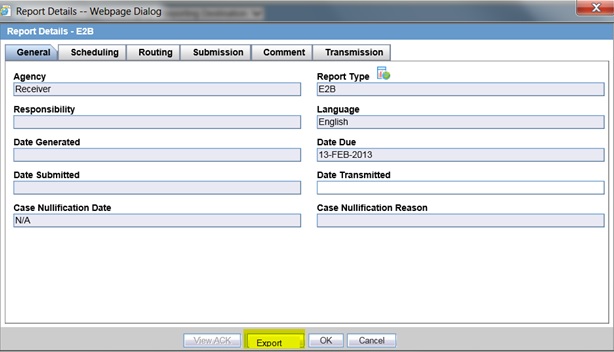 Report Details -- Webpage Dialog
Report Details - E2B
General Scheduling Routing Submission Comment Transmission
Agency Report Type
Receiver E2B
Responsibility Language
English
Date Generated Date Due
13-FEB-2013
Date Submitted Date Transmitted
Case Nullification Date Case Nullification Reason
N/A
View ACK Export OK Cancel